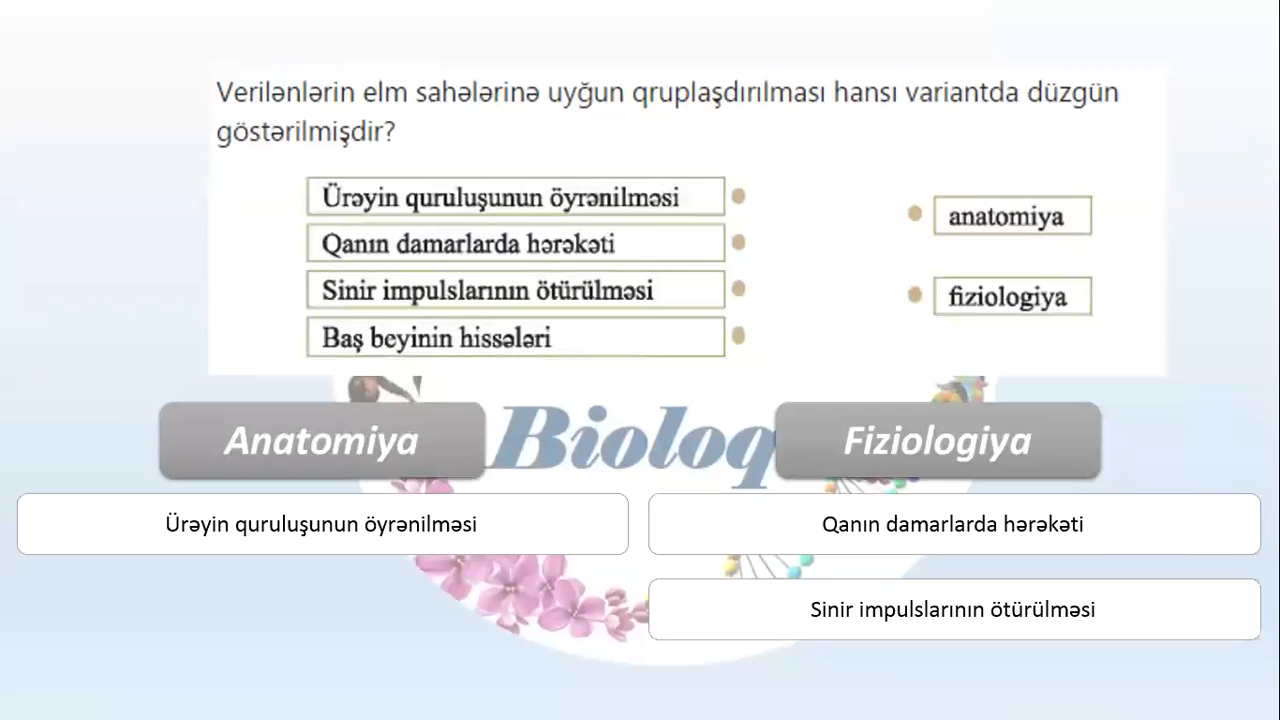 Verilənlərin elm sahələrinə uyğun qruplaşdırılması hansı variantda düzgün
göstərilmişdir?
Ürəyin quruluşunun öyrənilməsi
Qanın damarlarda hərəkəti
Sinir impulslarının ötürülməsi
Baş beyinin hissələri
anatomiya
fiziologiya
Anatomiya
Bioloq
Fiziologiya
Ürəyin quruluşunun öyrənilməsi
Qanın damarlarda hərəkəti
Sinir impulslarının ötürülməsi